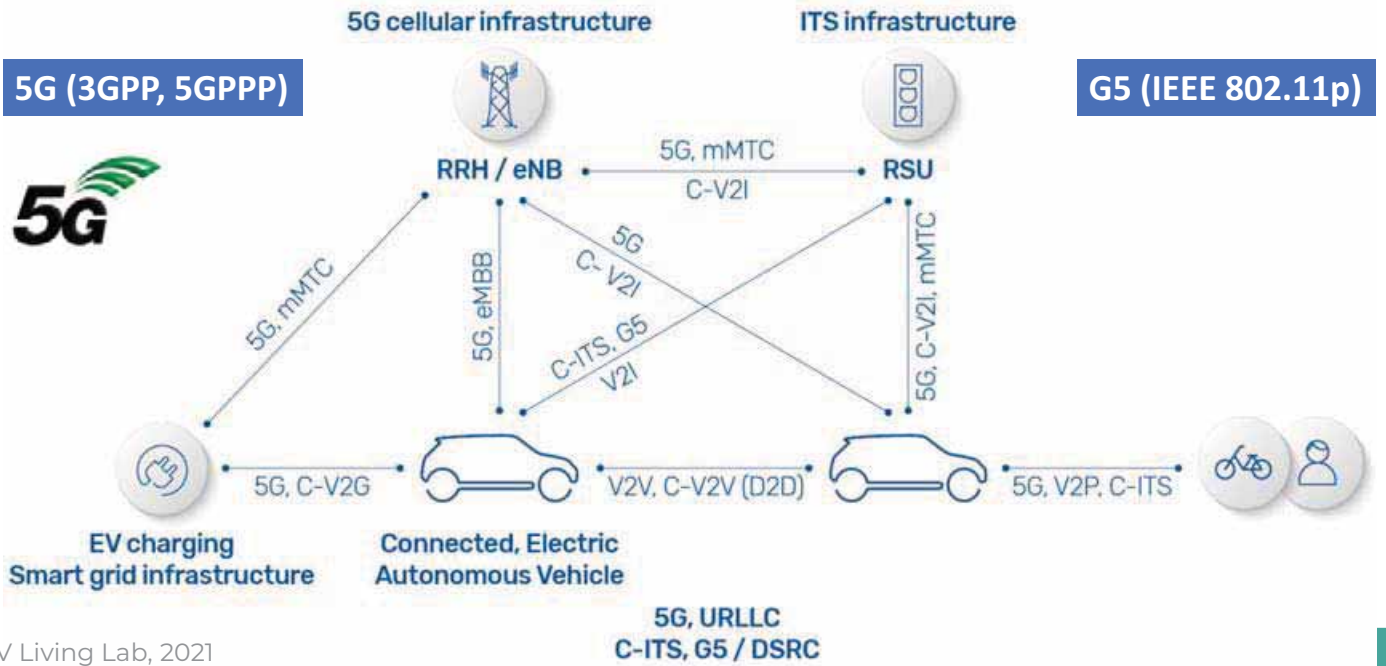 5G cellular infrastructure
ITS infrastructure
5G (3GPP, 5GPPP)
G5 (IEEE 802.11p)
5G
RRH / eNB
5G, mMTC
C-V2I
RSU
5G, mMTC
5G, eMBB
5G
C- V2I
C-ITS, G5
V2I
5G, C-V2I, mMTC
5G, C-V2G
V2V, C-V2V (D2D)
5G, V2P, C-ITS
EV charging
Smart grid infrastructure
Connected, Electric
Autonomous Vehicle
5G, URLLC
C-ITS, G5 / DSRC
V Living Lab, 2021